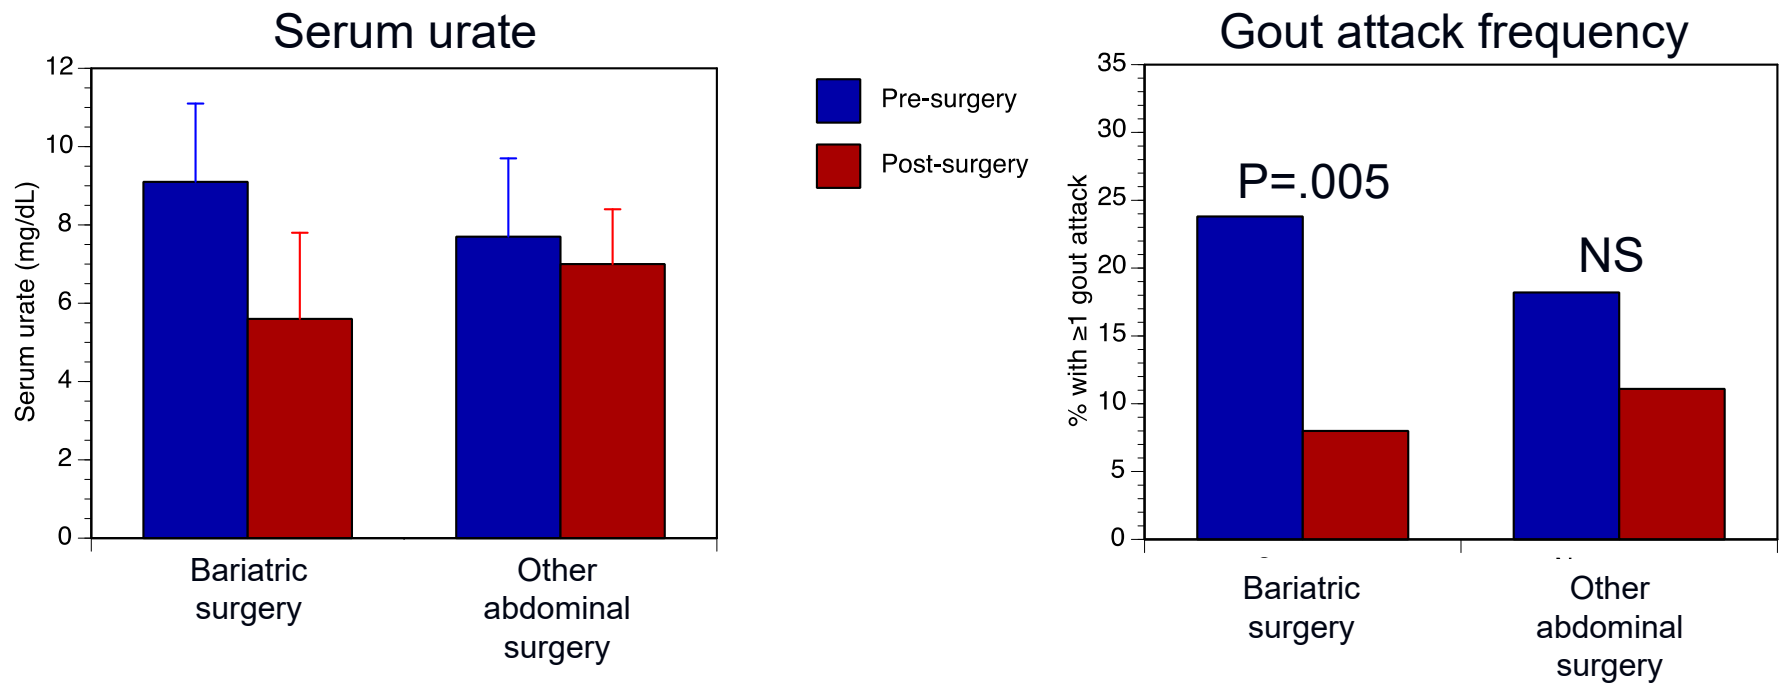 Serum urate
12
10
8
6
4
2
0
Serum urate (mg/dL)
Bariatric
surgery
Other
abdominal
surgery
Pre-surgery
Post-surgery
Gout attack frequency
35
30
25
20
15
10
5
0
% with ≥1 gout attack
P=.005
NS
Bariatric
surgery
Other
abdominal
surgery